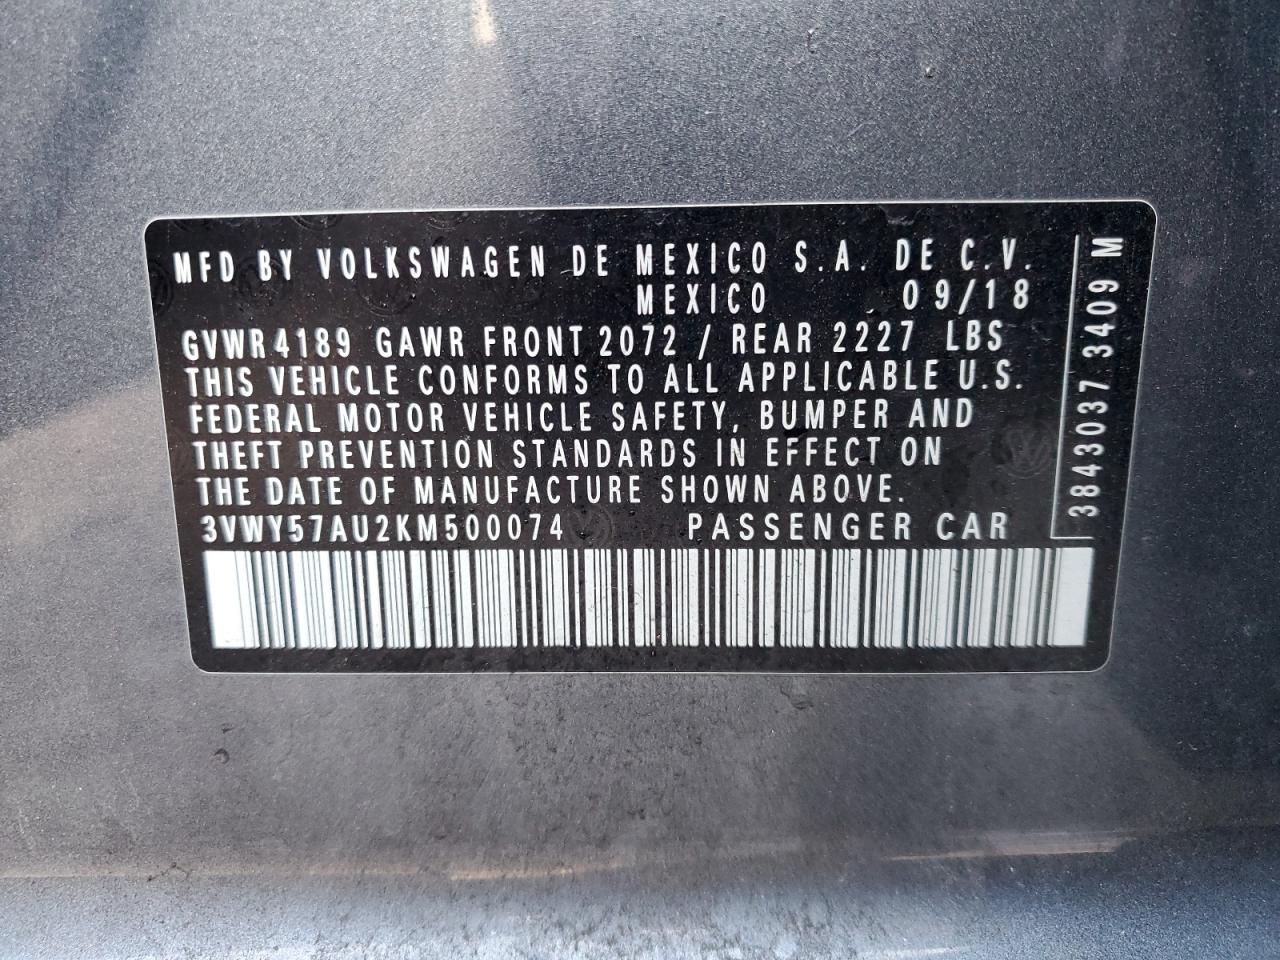 MFD BY VOLKSWAGEN DE MEXICO S.A. DE C.V.
MEXICO 09/18
GVWR 4189 GAWR FRONT 2072 / REAR 2227 LBS
THIS VEHICLE CONFORMS TO ALL APPLICABLE U.S.
FEDERAL MOTOR VEHICLE SAFETY, BUMPER AND
THEFT PREVENTION STANDARDS IN EFFECT ON
THE DATE OF MANUFACTURE SHOWN ABOVE.
3VWY57AU2KM500074 PASSENGER CAR
3843037.3409 M